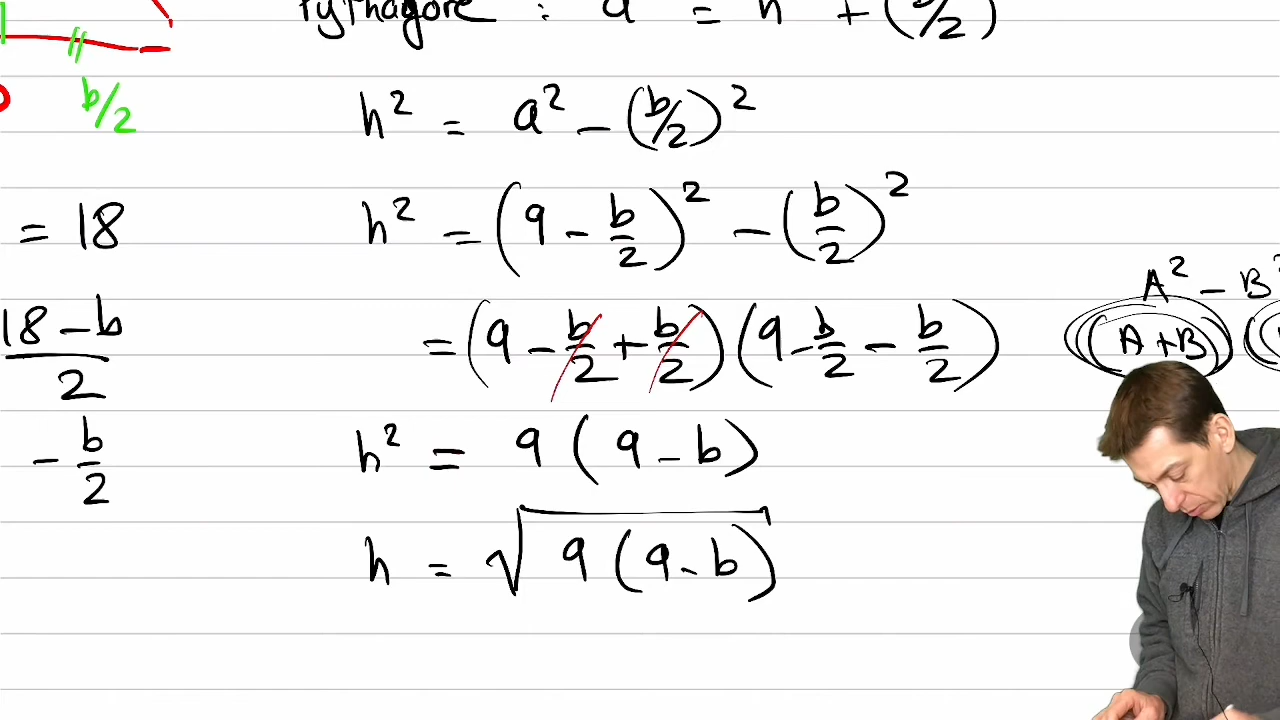 Pythagore : a = h + (b/2)
b/2
h² = a² - (b/2)²
= 18
h² = (9 - b/2)² - (b/2)²
A² - B²
18 - b / 2
= (9 - b/2 + b/2)(9 - b/2 - b/2)
(A+B)
- b/2
h² = 9(9 - b)
h = √9(9 - b)